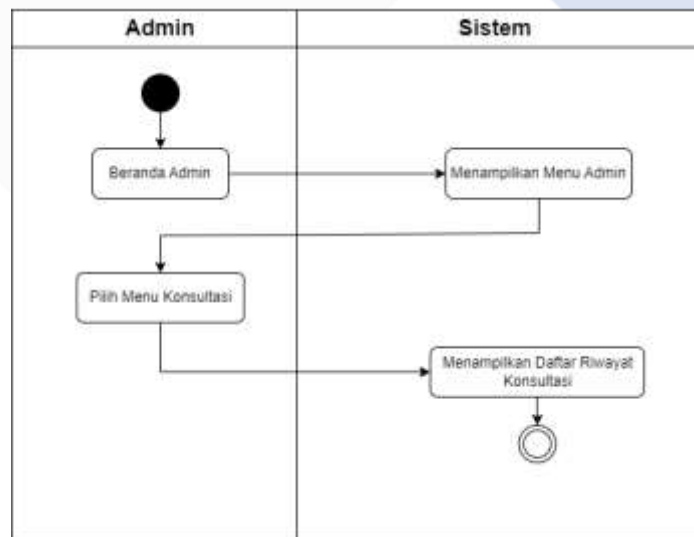 Admin
Sistem
Beranda Admin
Menampilkan Menu Admin
Pilih Menu Konsultasi
Menampilkan Daftar Riwayat
Konsultasi